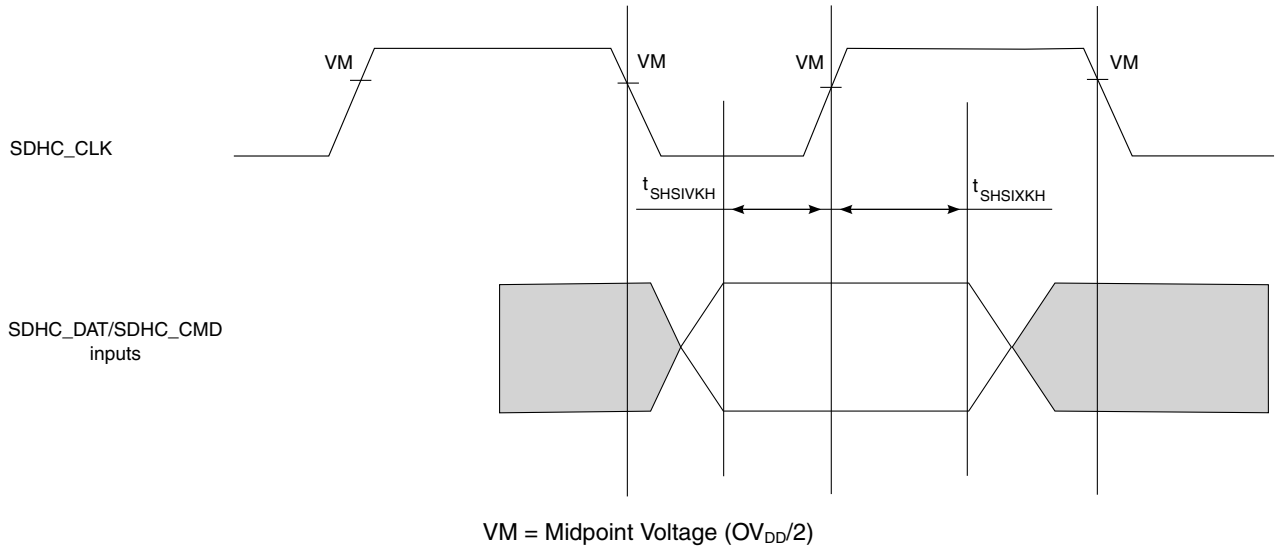 VM
VM
VM
VM
SDHC_CLK
tSHSIVKH
tSHSIXKH
SDHC_DAT/SDHC_CMD
inputs
VM = Midpoint Voltage (OVDD/2)